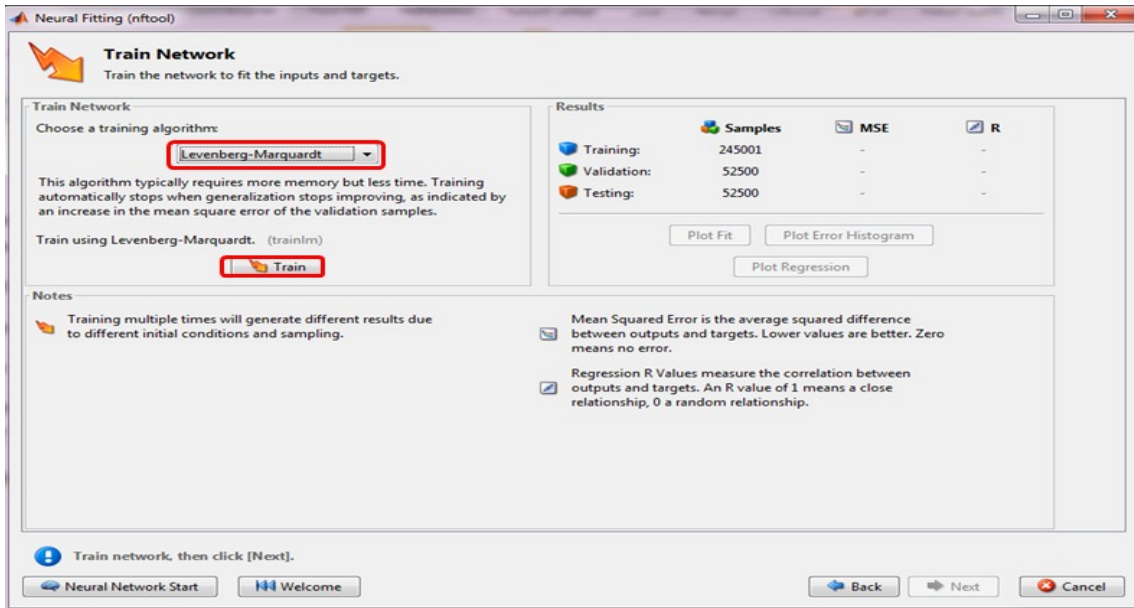 Neural Fitting (nftool)
Train Network
Train the network to fit the inputs and targets.
Train Network
Choose a training algorithm:
Levenberg-Marquardt
This algorithm typically requires more memory but less time. Training
automatically stops when generalization stops improving, as indicated by
an increase in the mean square error of the validation samples.
Train using Levenberg-Marquardt. (trainlm)
Train
Results
Samples MSE R
Training: 245001 - -
Validation: 52500 - -
Testing: 52500 - -
Plot Fit Plot Error Histogram
Plot Regression
Notes
Training multiple times will generate different results due
to different initial conditions and sampling.
Mean Squared Error is the average squared difference
between outputs and targets. Lower values are better. Zero
means no error.
Regression R Values measure the correlation between
outputs and targets. An R value of 1 means a close
relationship, 0 a random relationship.
Train network, then click [Next].
Neural Network Start Welcome Back Next Cancel